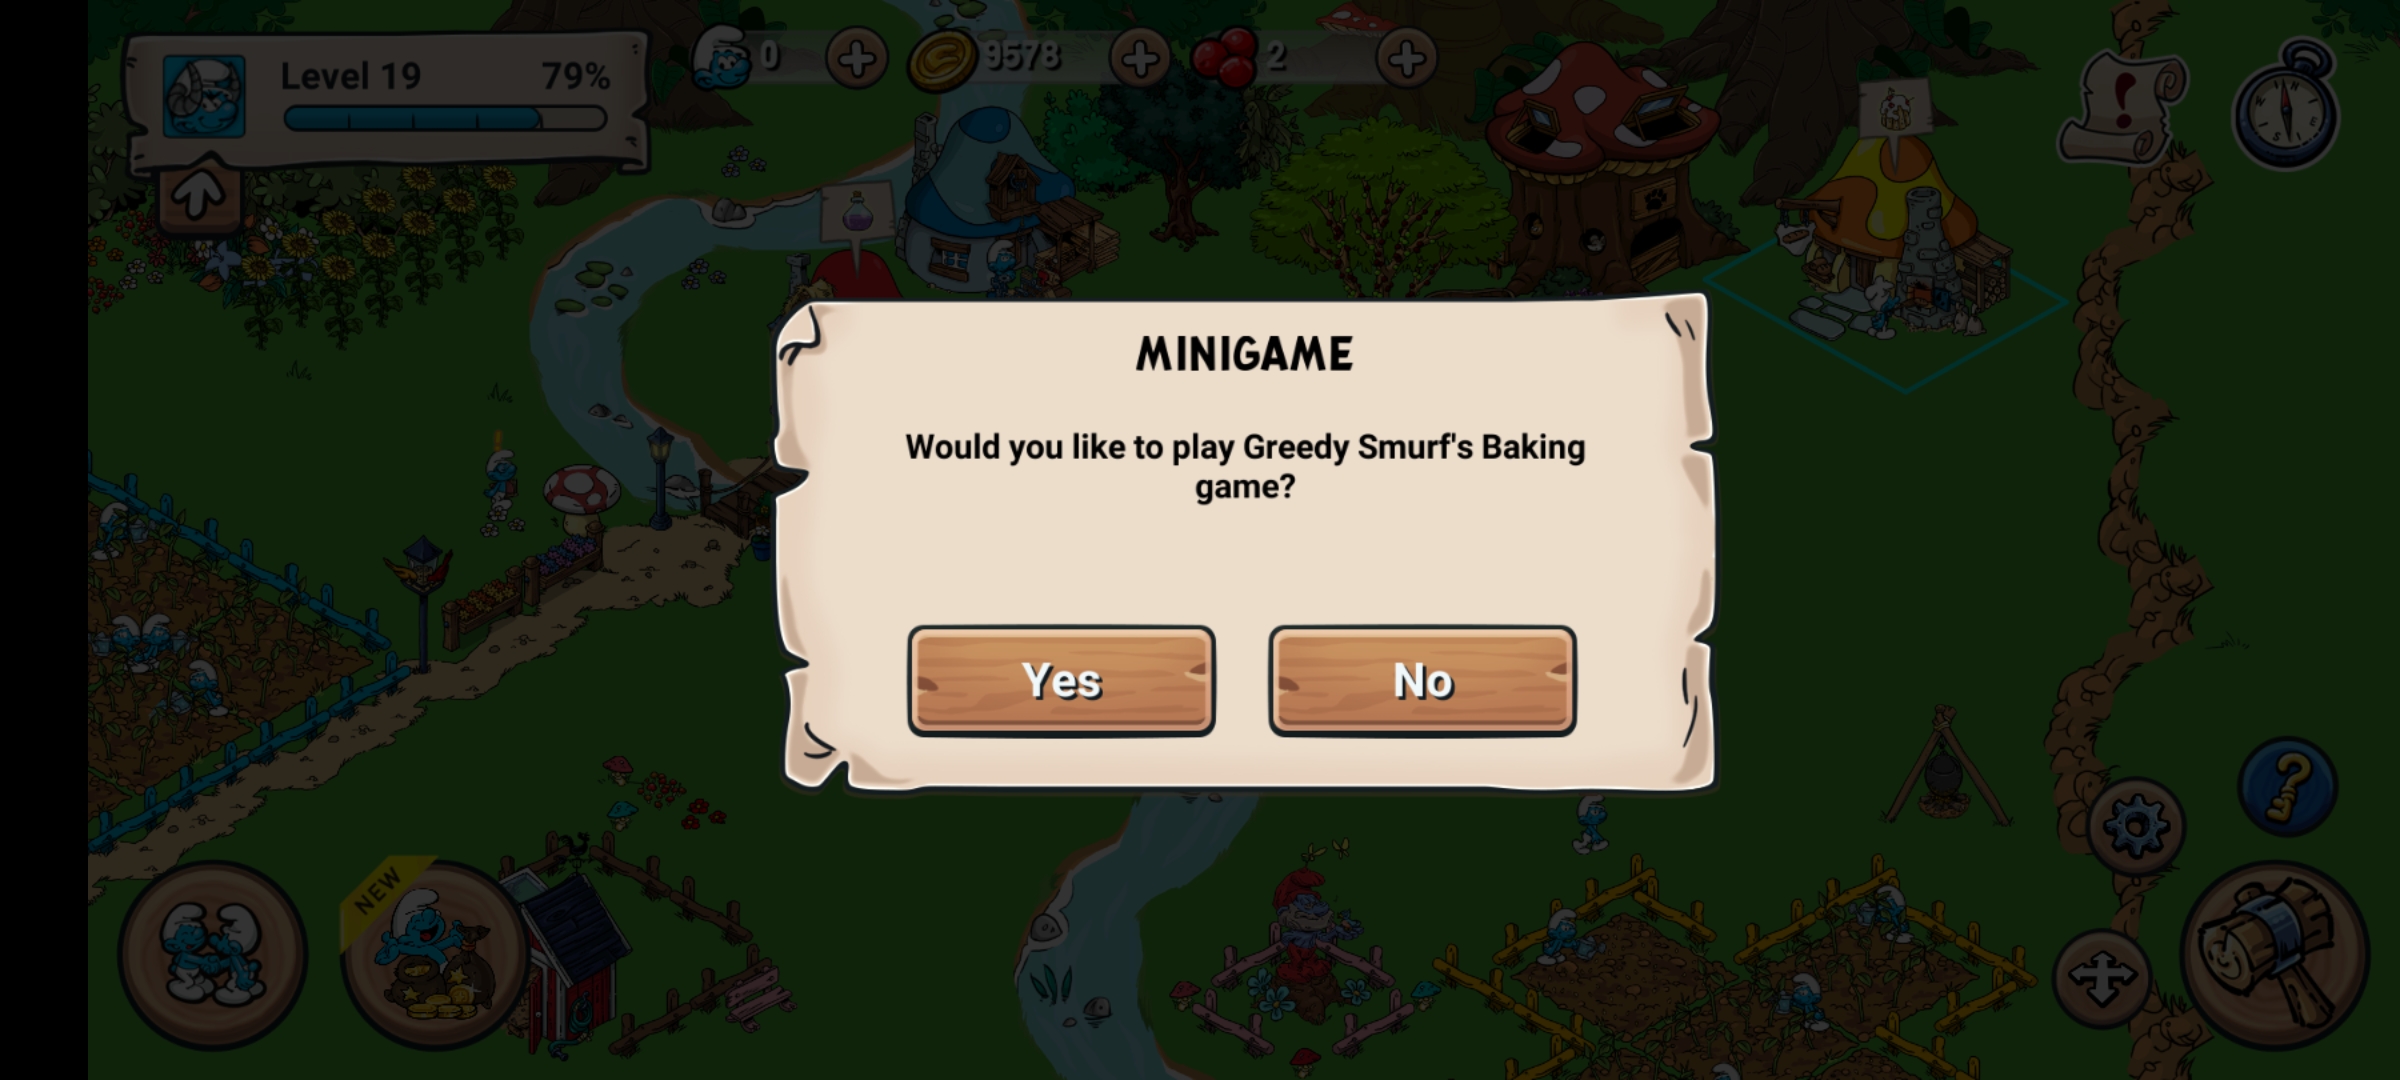 Level 19 79%
0
9578
2
MINIGAME
Would you like to play Greedy Smurf's Baking
game?
Yes
No
NEW